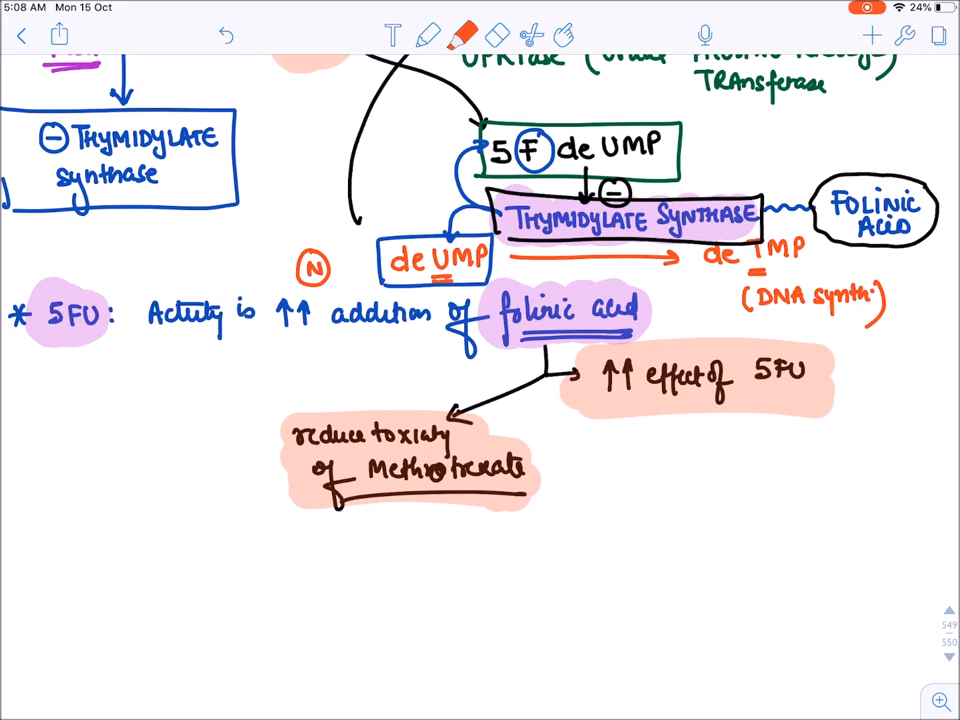 5:08 AM Mon 15 Oct
24%
TRAnsferase
5 F de UMP
⊖ THYMIDYLATE
synthase
⊖
THYMIDYLATE SYNTHASE
FOLINIC
ACID
de UMP
de TMP
(DNA synth.)
N
* 5FU: Activity is ↑↑ addition of folinic acid
↑↑ effect of 5FU
reduce toxicity
of Methotrexate
549
550